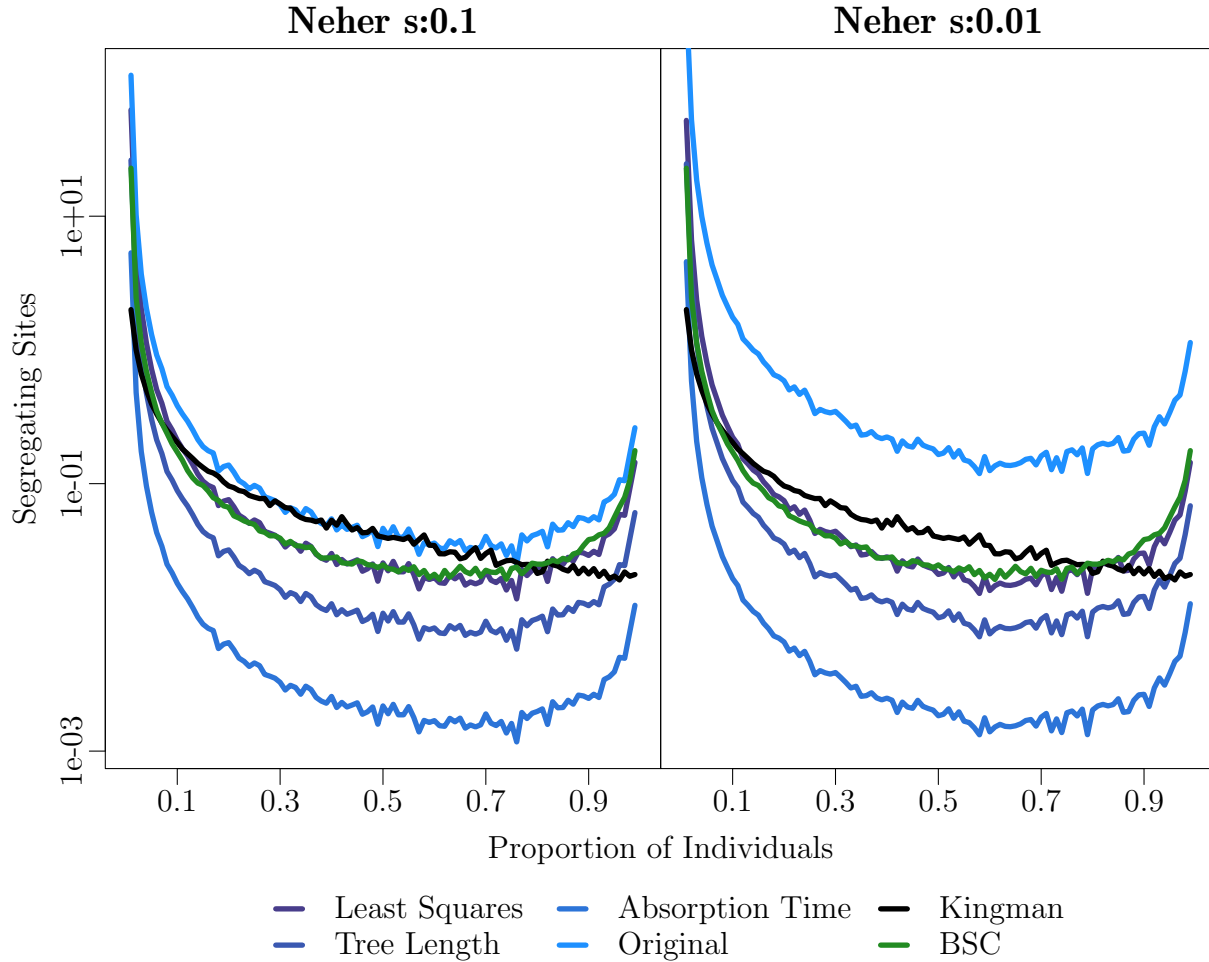 Neher s:0.1
Neher s:0.01
Segregating Sites
1e+01
1e-01
1e-03
0.1 0.3 0.5 0.7 0.9
0.1 0.3 0.5 0.7 0.9
Proportion of Individuals
Least Squares
Absorption Time
Kingman
Tree Length
Original
BSC